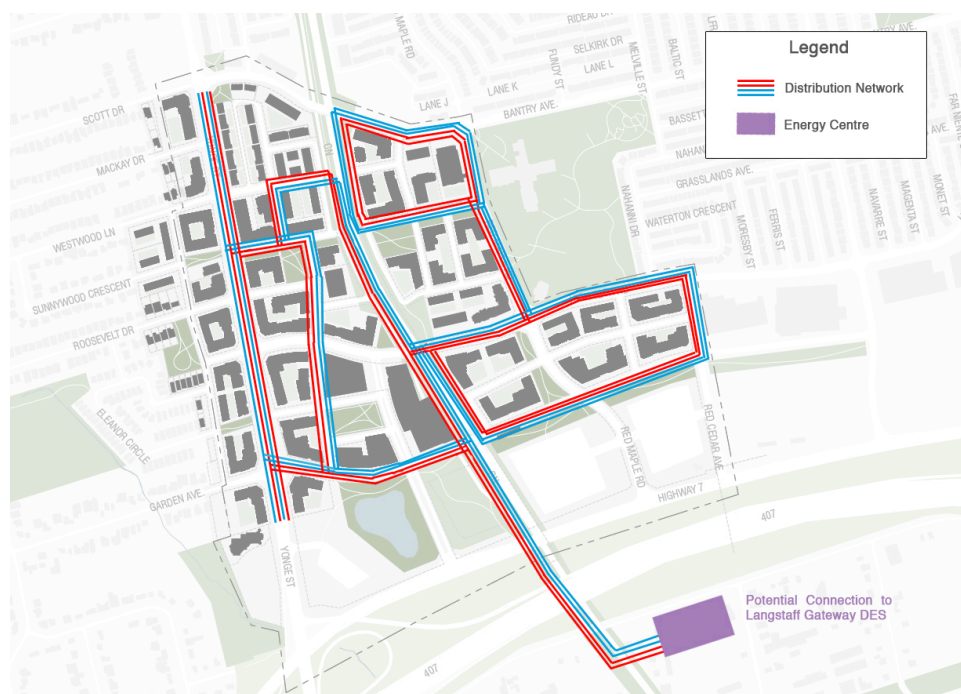 RIDEAU DR
SELKIRK DR
LANE L
MAPLE RD
FUNDY ST
MELVILLE ST
BALTIC ST
LANE K
LANE J
BANTRY AVE.
Legend
Distribution Network
Energy Centre
SCOTT DR
MACKAY DR
WESTWOOD LN
SUNNYWOOD CRESCENT
ROOSEVELT DR
ELEANOR CIRCLE
GARDEN AVE.
YONGE ST
CN
GRASSLANDS AVE.
WATERTON CRESCENT
NAHANNI DR
MORESBY ST
FERRIS ST
NAVARRE ST
MAGENTA ST
MONET ST
AVE.
RED MAPLE RD
RED CEDAR AVE.
HIGHWAY 7
407
407
Potential Connection to
Langstaff Gateway DES